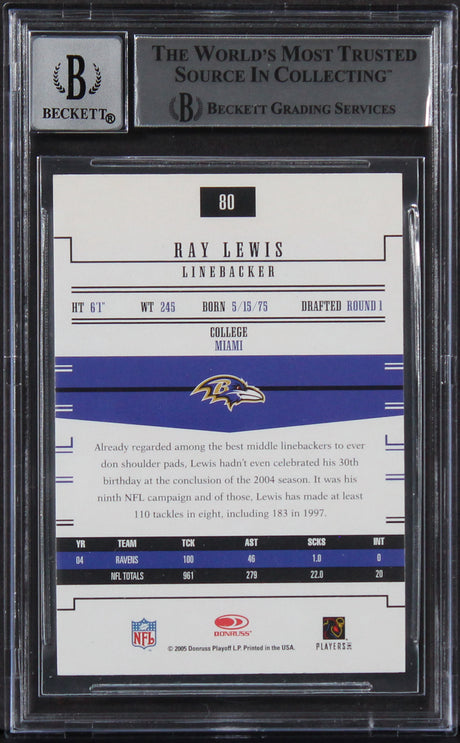 THE WORLD'S MOST TRUSTED
SOURCE IN COLLECTING™
B
BECKETT®
B BECKETT GRADING SERVICES
80
RAY LEWIS
LINEBACKER
HT 6'1" WT 245 BORN 5/15/75 DRAFTED ROUND 1
COLLEGE
MIAMI
B
Already regarded among the best middle linebackers to ever
don shoulder pads, Lewis hadn't even celebrated his 30th
birthday at the conclusion of the 2004 season. It was his
ninth NFL campaign and of those, Lewis has made at least
110 tackles in eight, including 183 in 1997.
YR TEAM TCK AST SCKS INT
04 RAVENS 100 46 1.0 0
NFL TOTALS 961 279 22.0 20
NFL
DONRUSS
PLAYERS INC
© 2005 Donruss Playoff L.P. Printed in the USA.